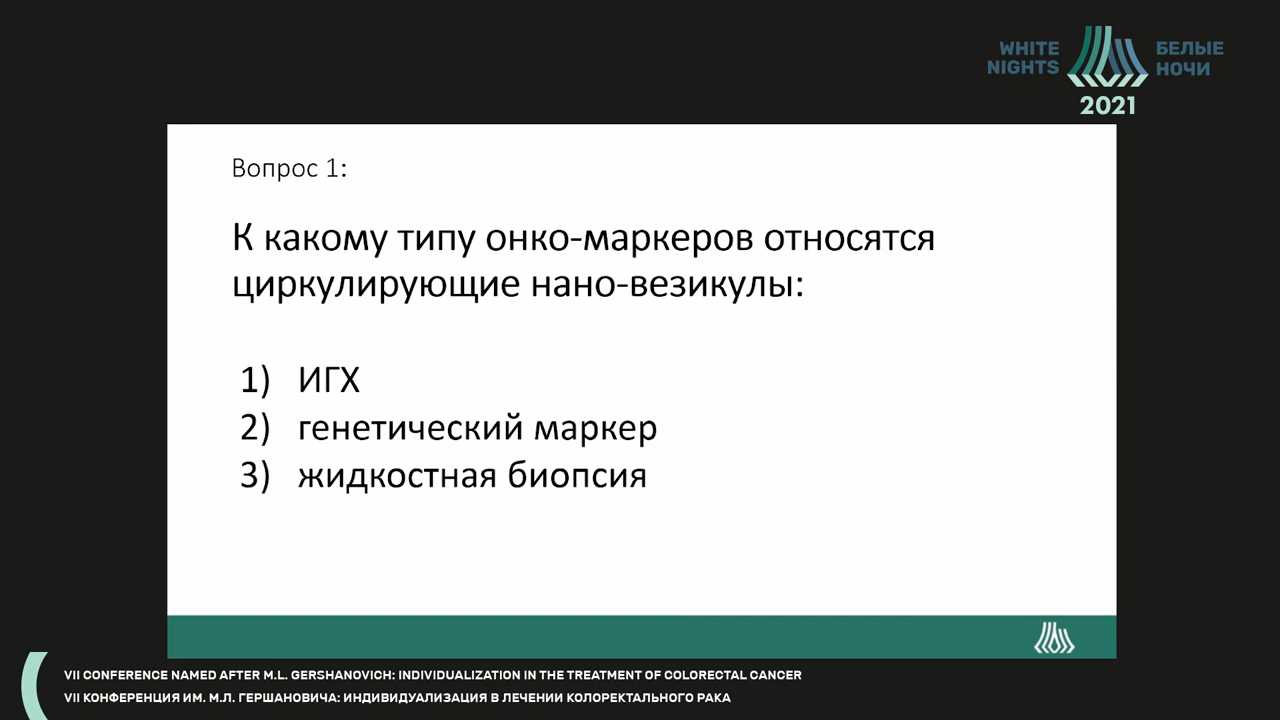 WHITE NIGHTS
БЕЛЫЕ НОЧИ
2021
Вопрос 1:
К какому типу онко-маркеров относятся
циркулирующие нано-везикулы:
1) ИГХ
2) генетический маркер
3) жидкостная биопсия
VII CONFERENCE NAMED AFTER M.L. GERSHANOVICH: INDIVIDUALIZATION IN THE TREATMENT OF COLORECTAL CANCER
VII КОНФЕРЕНЦИЯ ИМ. М.Л. ГЕРШАНОВИЧА: ИНДИВИДУАЛИЗАЦИЯ В ЛЕЧЕНИИ КОЛОРЕКТАЛЬНОГО РАКА